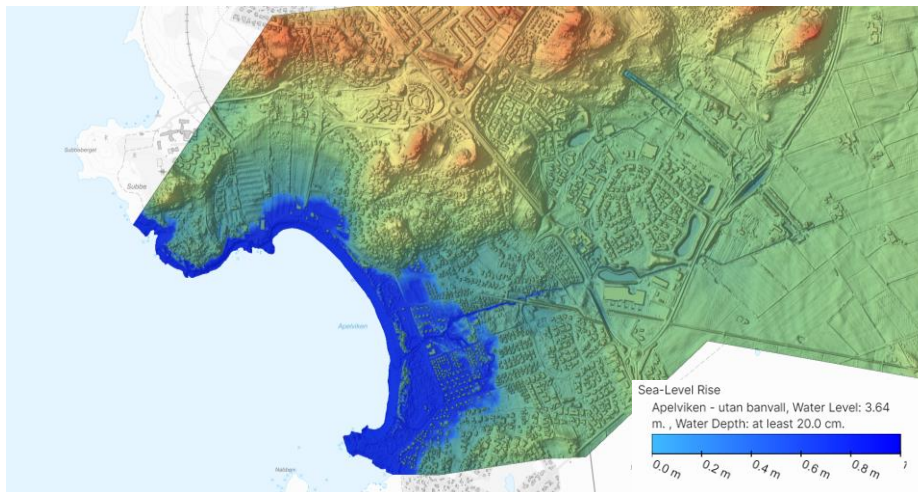 Subbeberget
Subbe
Apelviken
Sea-Level Rise
Apelviken - utan banvall, Water Level: 3.64
m. , Water Depth: at least 20.0 cm.
0.0 m 0.2 m 0.4 m 0.6 m 0.8 m 1